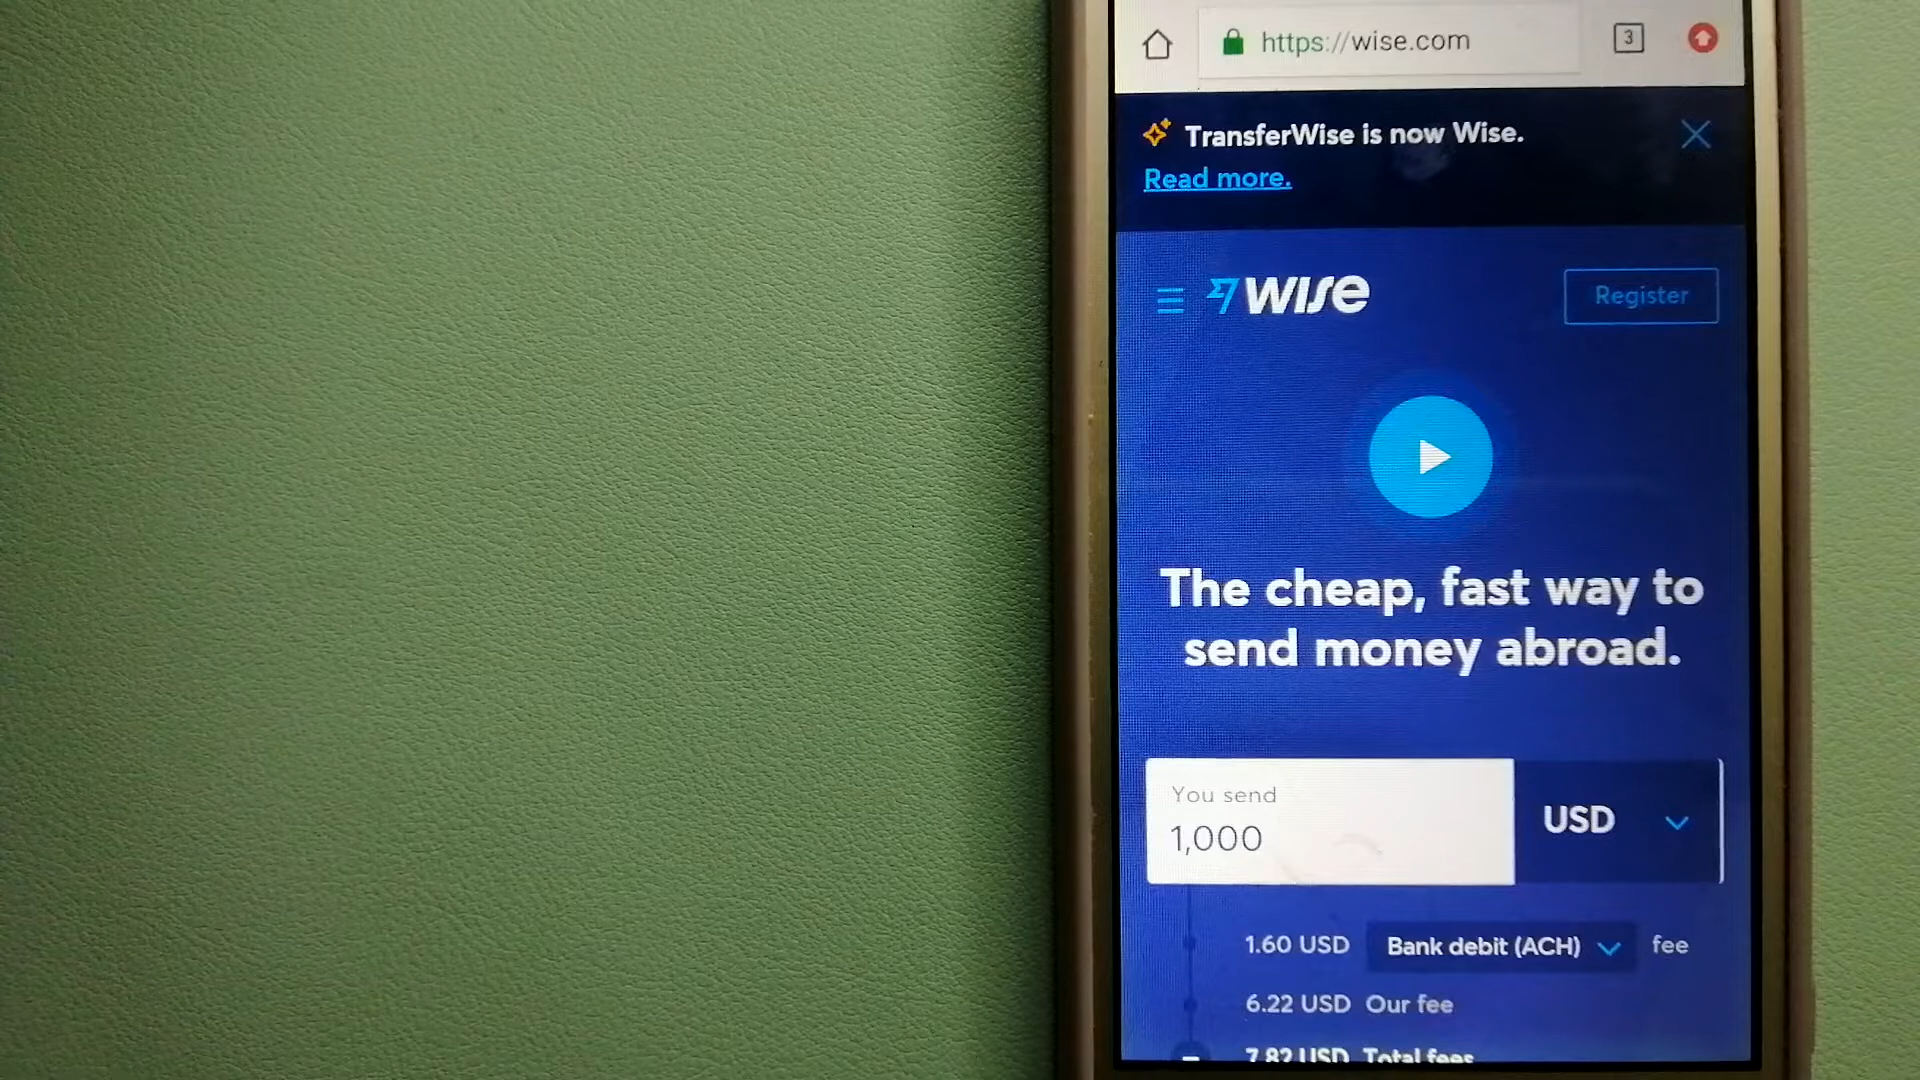 https://wise.com
3
TransferWise is now Wise.
Read more.
wise
Register
The cheap, fast way to
send money abroad.
You send
1,000
USD
1.60 USD Bank debit (ACH) fee
6.22 USD Our fee
7.82 USD Total fees